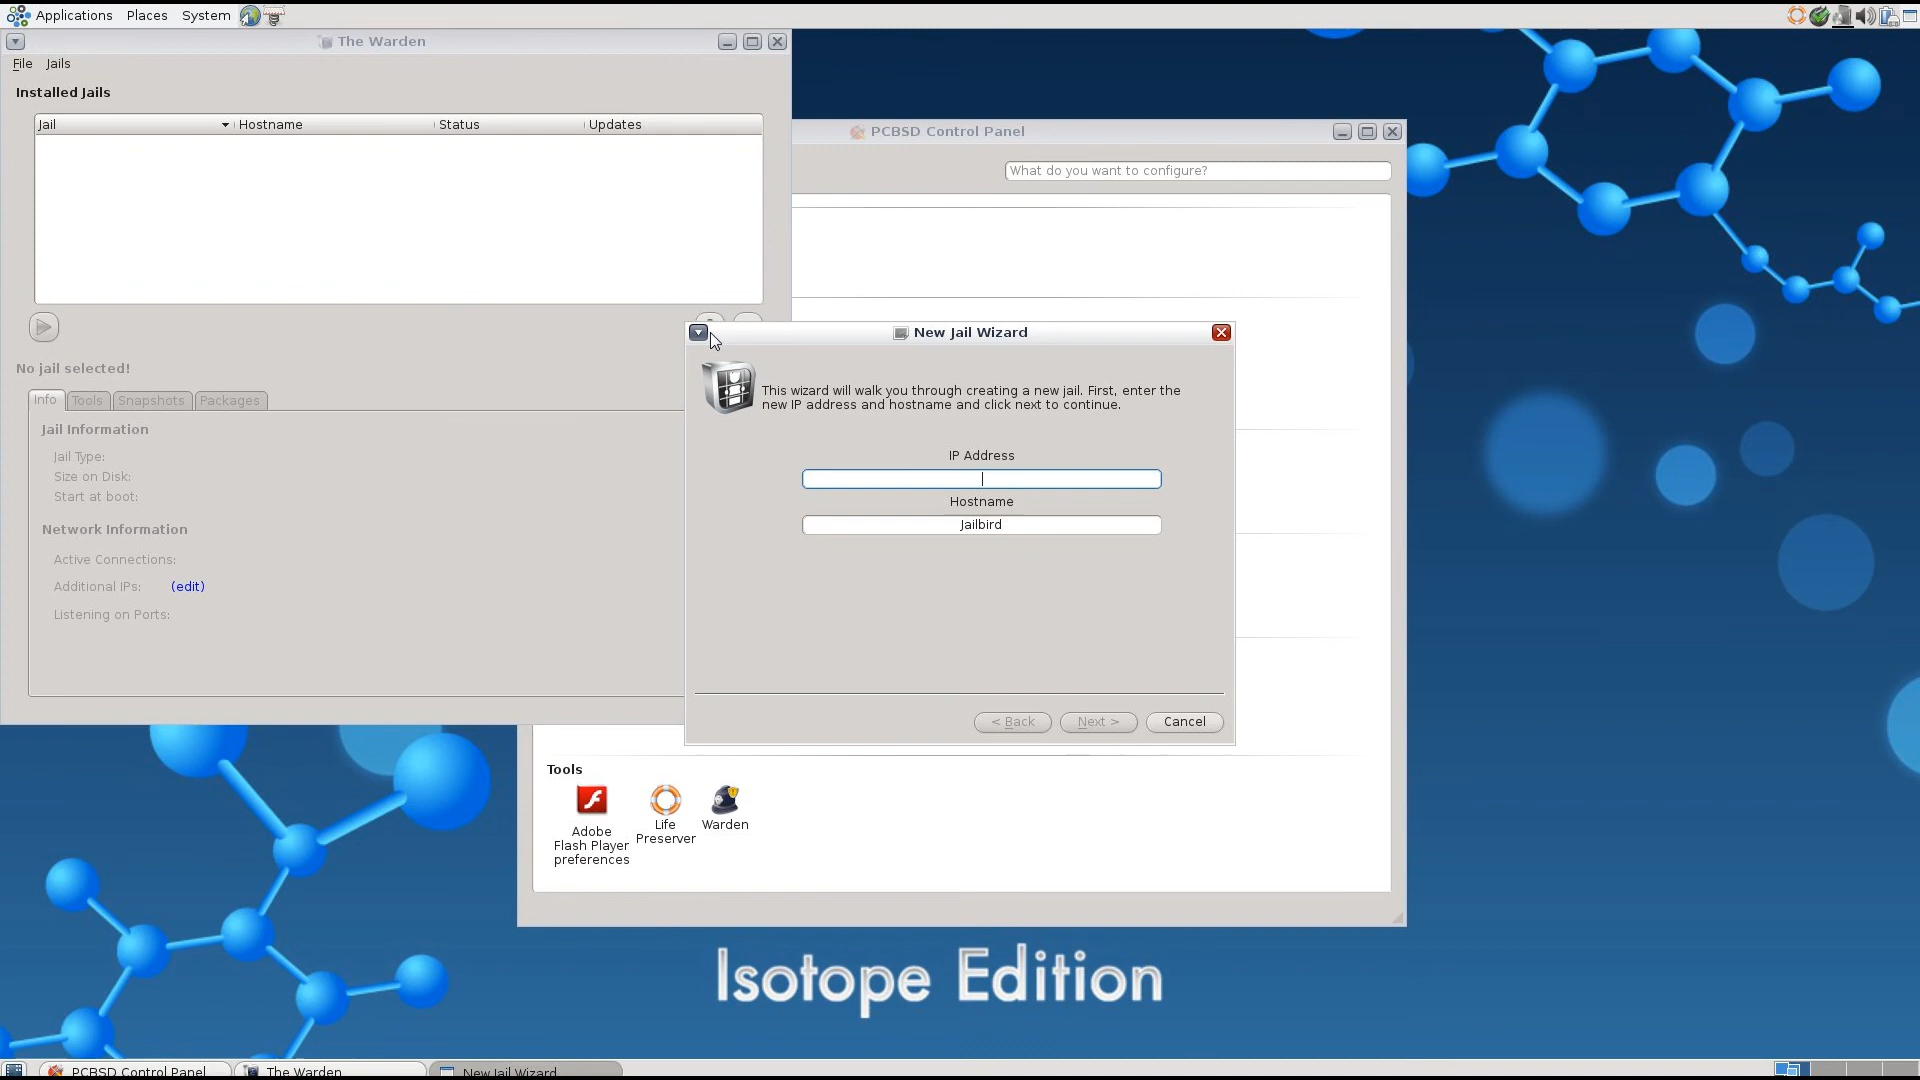 Applications Places System
The Warden
File Jails
Installed Jails
Jail Hostname Status Updates
No jail selected!
Info Tools Snapshots Packages
Jail Information
Jail Type:
Size on Disk:
Start at boot:
Network Information
Active Connections:
Additional IPs: (edit)
Listening on Ports:
PCBSD Control Panel
What do you want to configure?
New Jail Wizard
This wizard will walk you through creating a new jail. First, enter the
new IP address and hostname and click next to continue.
IP Address
Hostname
Jailbird
< Back Next > Cancel
Tools
Adobe
Flash Player
preferences
Life
Preserver
Warden
Isotope Edition
PCBSD Control Panel The Warden New Jail Wizard